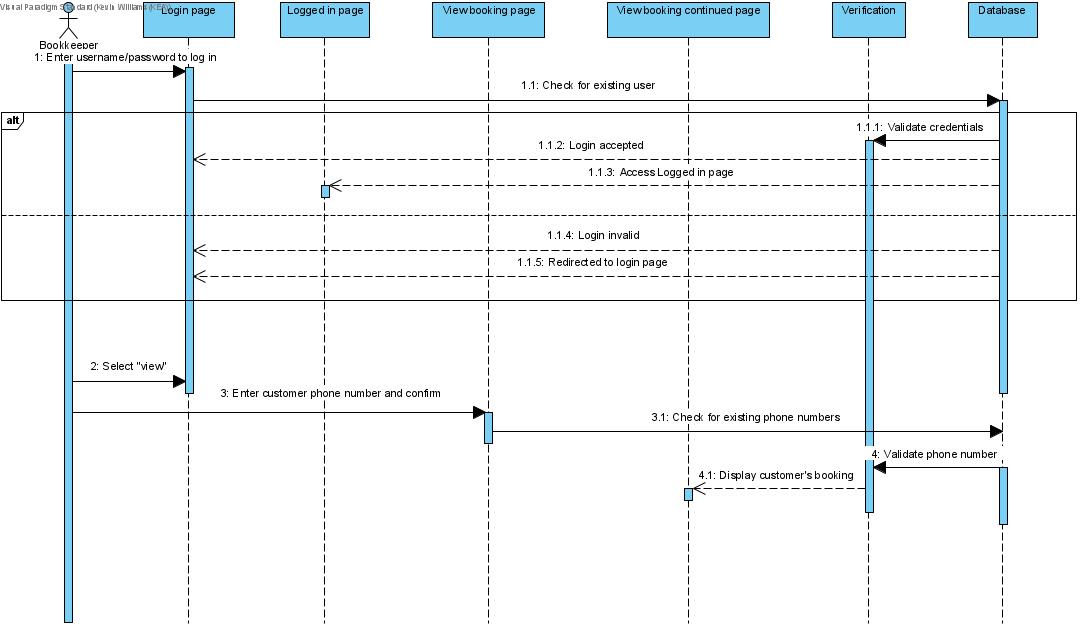 Visual Paradigm Standard (Kevin Williams (KEA))
Login page
Logged in page
View booking page
View booking continued page
Verification
Database
Bookkeeper
1: Enter username/password to log in
1.1: Check for existing user
alt
1.1.1: Validate credentials
1.1.2: Login accepted
1.1.3: Access Logged in page
1.1.4: Login invalid
1.1.5: Redirected to login page
2: Select "view"
3: Enter customer phone number and confirm
3.1: Check for existing phone numbers
4: Validate phone number
4.1: Display customer's booking